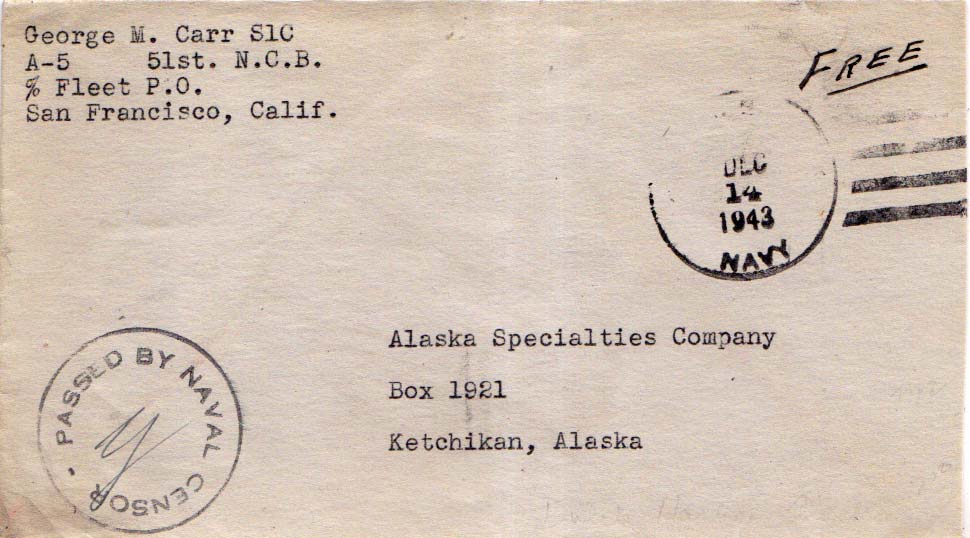 George M. Carr S1C
A-5 51st. N.C.B.
% Fleet P.O.
San Francisco, Calif.
FREE
DEC
14
1943
NAVY
Alaska Specialties Company
Box 1921
Ketchikan, Alaska
PASSED BY NAVAL CENSOR